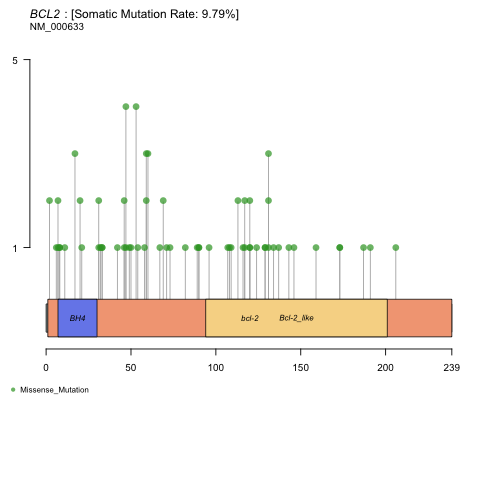 BCL2 : [Somatic Mutation Rate: 9.79%]
NM_000633
5
1
BH4
bcl-2
Bcl-2_like
0
50
100
150
200
239
Missense_Mutation